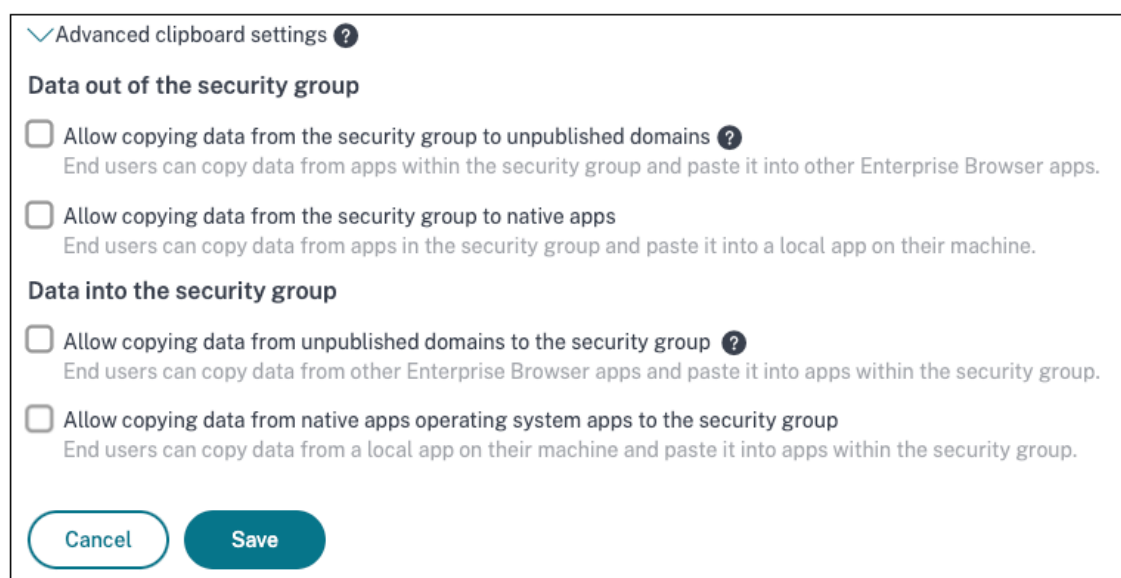 Advanced clipboard settings ?
Data out of the security group
Allow copying data from the security group to unpublished domains ?
End users can copy data from apps within the security group and paste it into other Enterprise Browser apps.
Allow copying data from the security group to native apps
End users can copy data from apps in the security group and paste it into a local app on their machine.
Data into the security group
Allow copying data from unpublished domains to the security group ?
End users can copy data from other Enterprise Browser apps and paste it into apps within the security group.
Allow copying data from native apps operating system apps to the security group
End users can copy data from a local app on their machine and paste it into apps within the security group.
Cancel Save